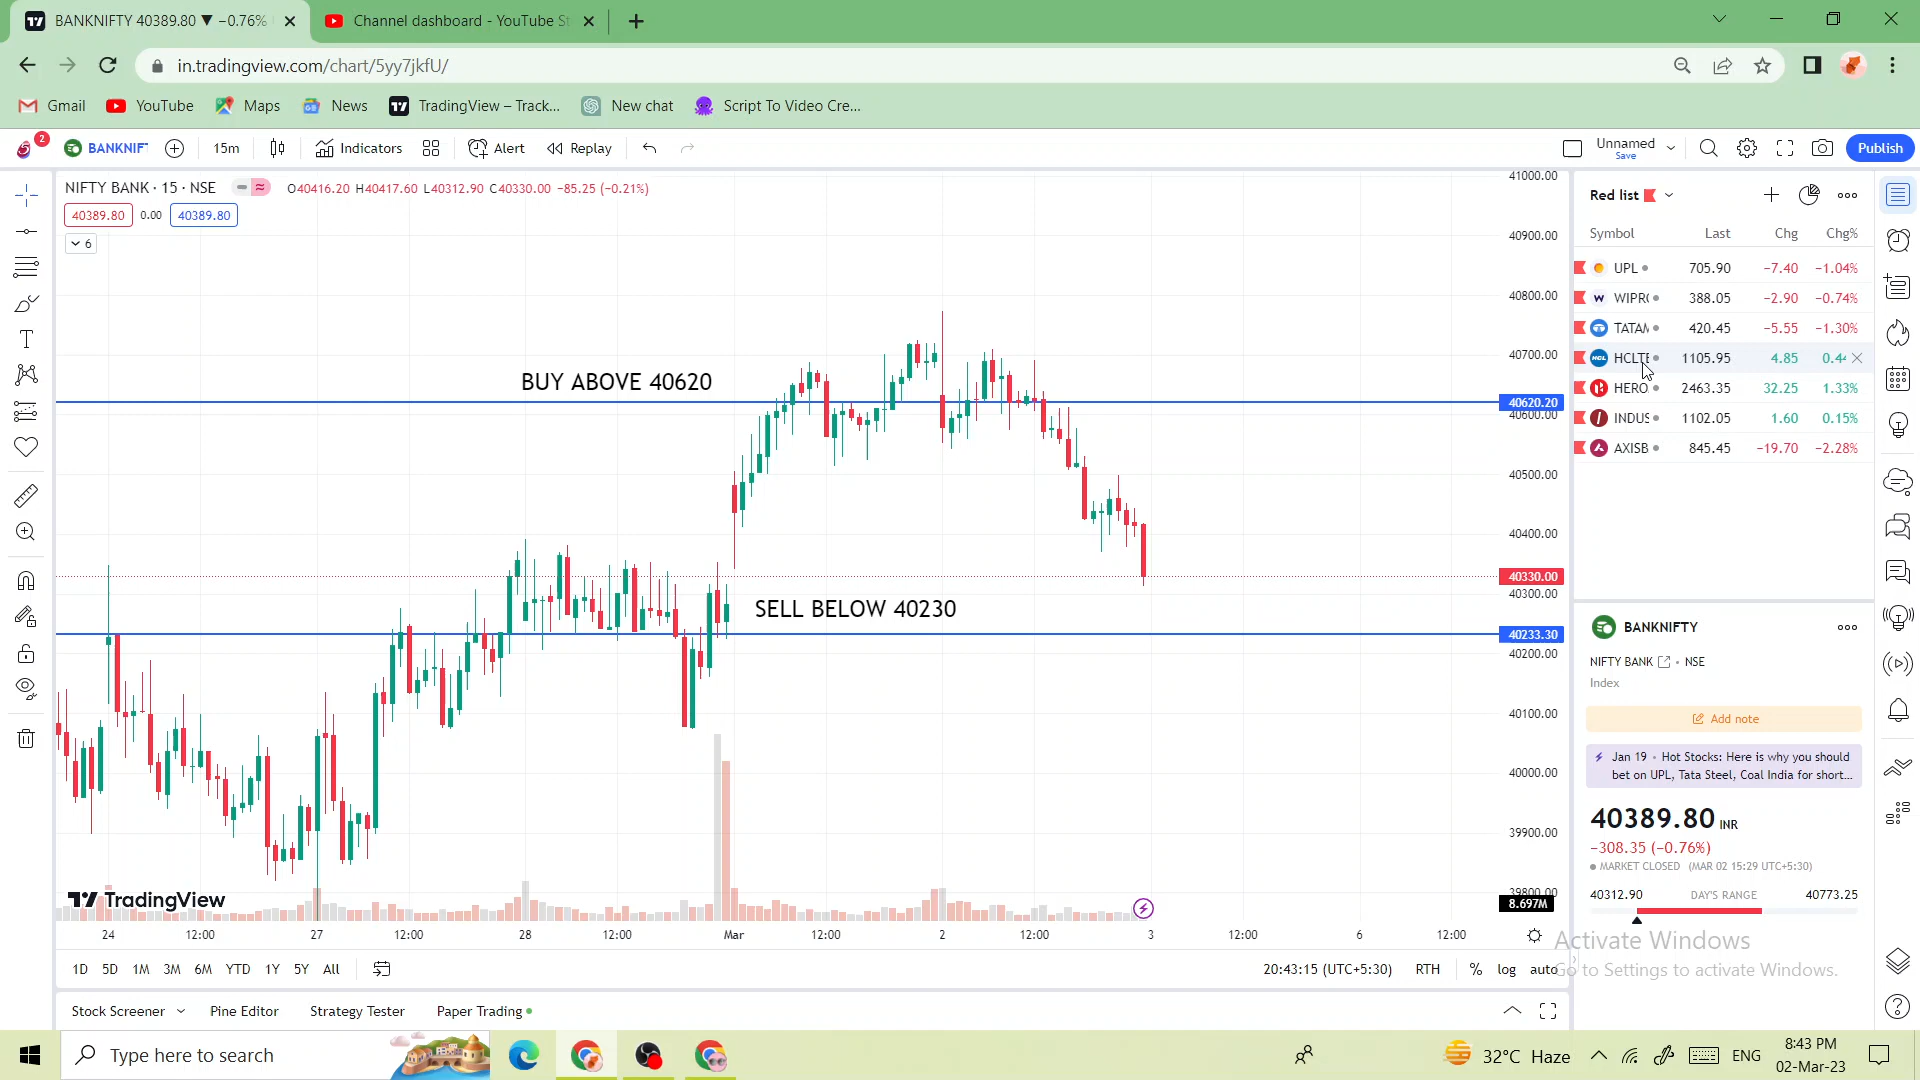 BANKNIFTY 40389.80 ▼ −0.76%
Channel dashboard - YouTube St
in.tradingview.com/chart/5yy7jkfU/
Gmail YouTube Maps News TradingView – Track... New chat Script To Video Cre...
2 BANKNIFT 15m Indicators Alert Replay Unnamed Save Publish
NIFTY BANK · 15 · NSE O40416.20 H40417.60 L40312.90 C40330.00 −85.25 (−0.21%)
40389.80 0.00 40389.80
6
41000.00
40900.00
40800.00
40700.00
BUY ABOVE 40620
40620.20
40600.00
40500.00
40400.00
40330.00
40300.00
SELL BELOW 40230
40233.30
40200.00
40100.00
40000.00
39900.00
39800.00
8.697M
TradingView
24 12:00 27 12:00 28 12:00 Mar 12:00 2 12:00 3 12:00 6 12:00
1D 5D 1M 3M 6M YTD 1Y 5Y All 20:43:15 (UTC+5:30) RTH % log auto
Stock Screener Pine Editor Strategy Tester Paper Trading
Red list
Symbol Last Chg Chg%
UPL 705.90 −7.40 −1.04%
WIPR 388.05 −2.90 −0.74%
TATAM 420.45 −5.55 −1.30%
HCLTE 1105.95 4.85 0.44
HERO 2463.35 32.25 1.33%
INDUS 1102.05 1.60 0.15%
AXISB 845.45 −19.70 −2.28%
BANKNIFTY
NIFTY BANK • NSE
Index
Add note
Jan 19 • Hot Stocks: Here is why you should
bet on UPL, Tata Steel, Coal India for short...
40389.80 INR
−308.35 (−0.76%)
MARKET CLOSED (MAR 02 15:29 UTC+5:30)
40312.90 DAY'S RANGE 40773.25
Activate Windows
Go to Settings to activate Windows.
Type here to search
32°C Haze ENG
8:43 PM
02-Mar-23